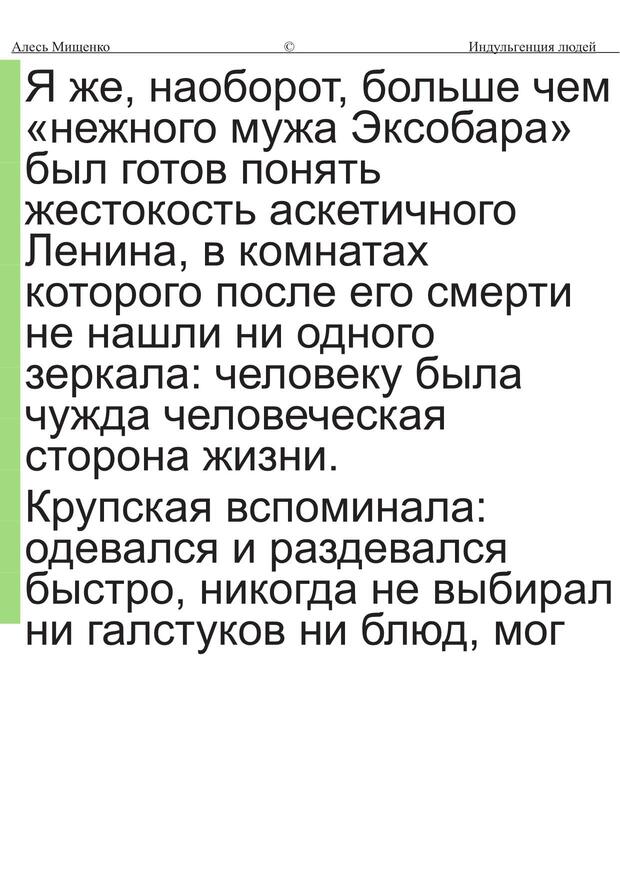 Алесь Мищенко © Индульгенция людей
Я же, наоборот, больше чем
«нежного мужа Эксобара»
был готов понять
жестокость аскетичного
Ленина, в комнатах
которого после его смерти
не нашли ни одного
зеркала: человеку была
чужда человеческая
сторона жизни.
Крупская вспоминала:
одевался и раздевался
быстро, никогда не выбирал
ни галстуков ни блюд, мог